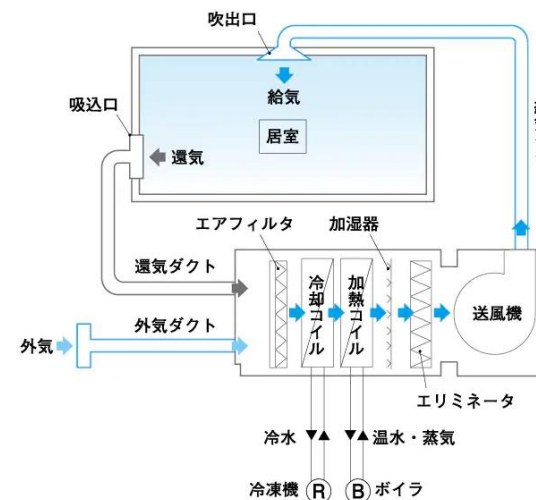 吹出口
給気
吸込口
居室
還気
エアフィルタ
加湿器
還気ダクト
冷却コイル
加熱コイル
送風機
外気ダクト
外気
エリミネータ
冷水
温水・蒸気
冷凍機
R
B
ボイラ